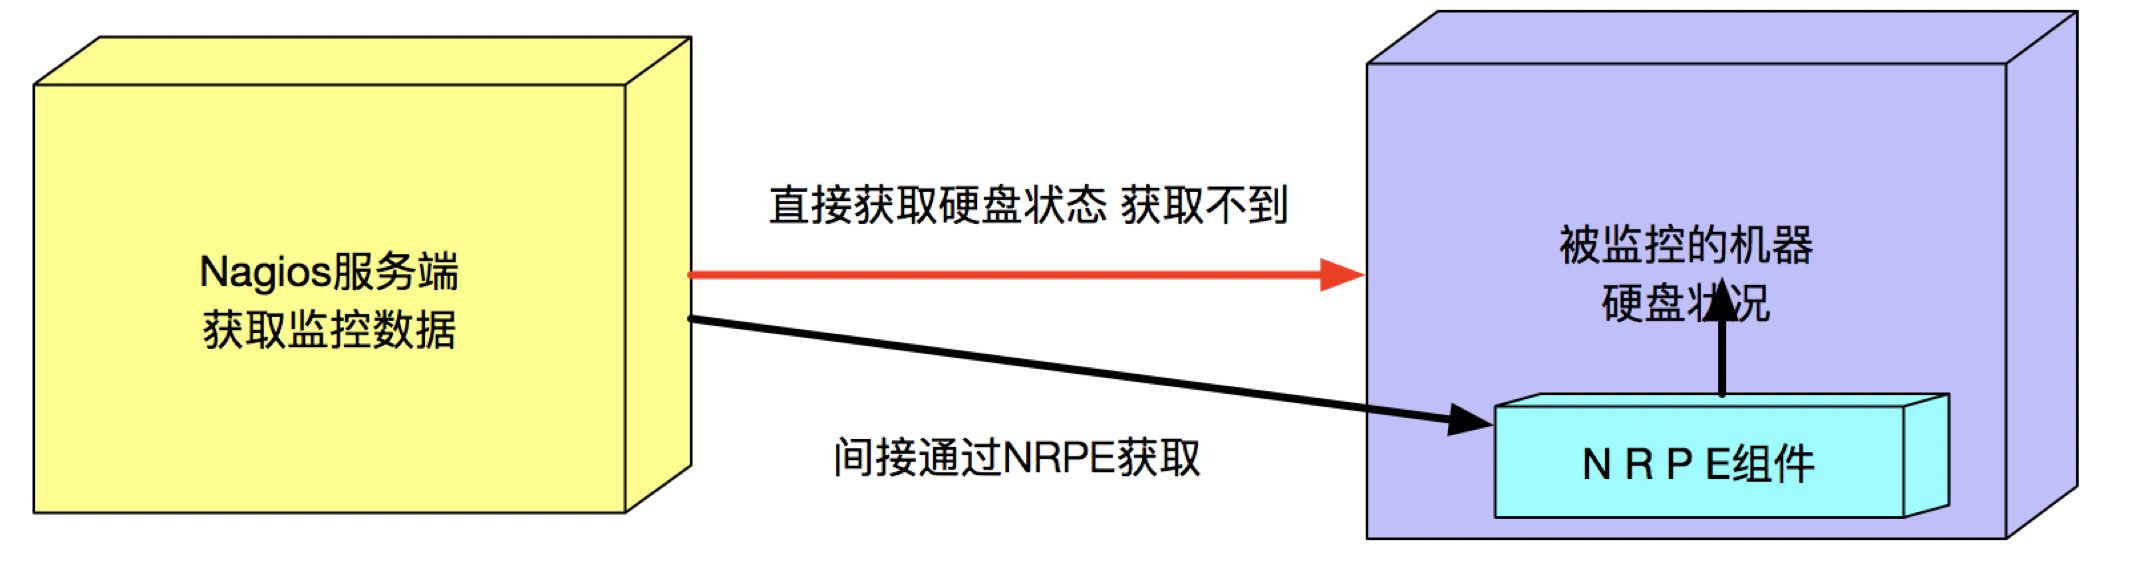 直接获取硬盘状态 获取不到
Nagios服务端
获取监控数据
被监控的机器
硬盘状况
间接通过NRPE获取
N R P E组件